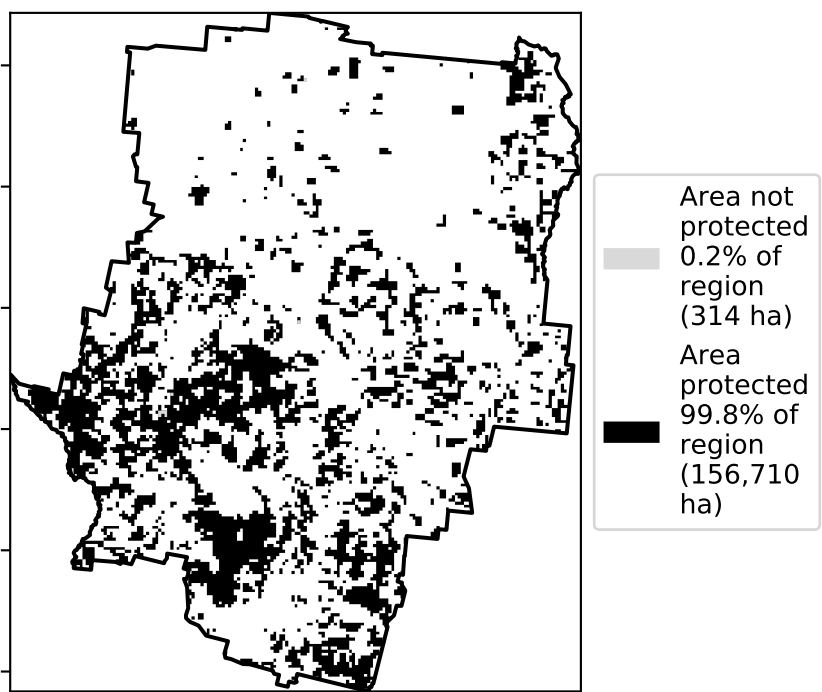 Area not
protected
0.2% of
region
(314 ha)
Area
protected
99.8% of
region
(156,710
ha)